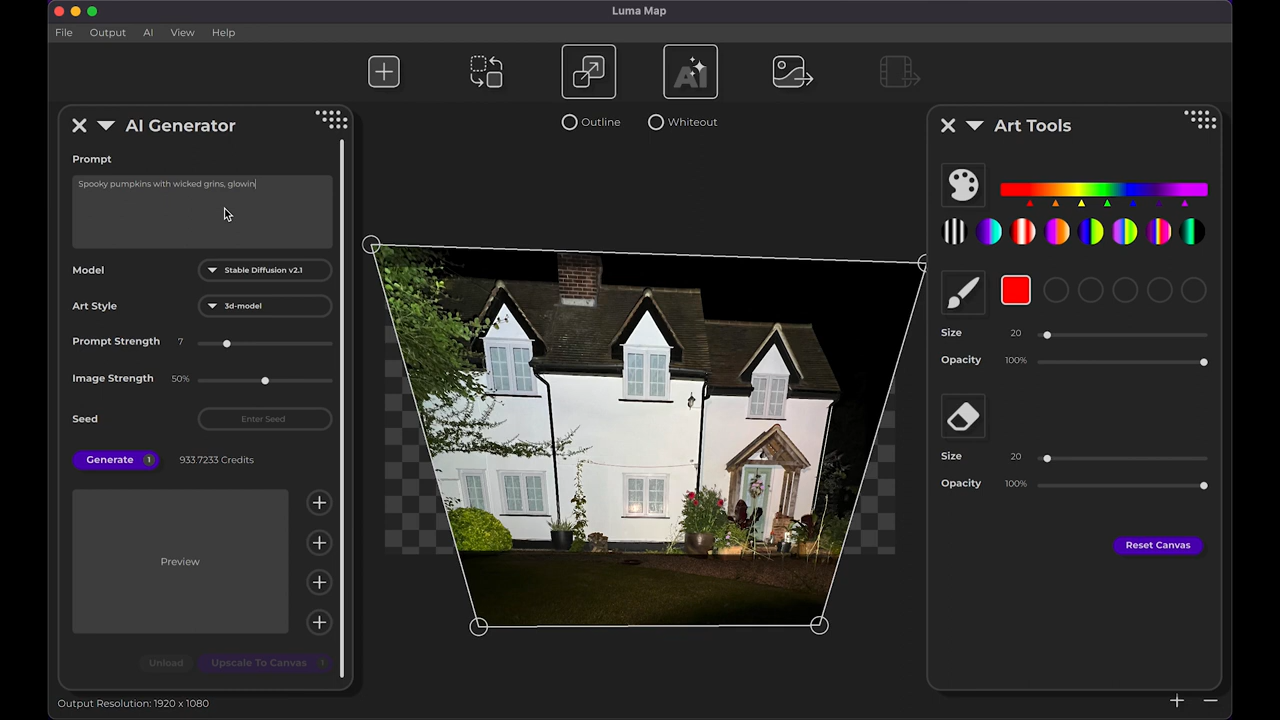 Luma Map
File Output AI View Help
AI
Outline Whiteout
AI Generator
Prompt
Spooky pumpkins with wicked grins, glowin
Model Stable Diffusion v2.1
Art Style 3d-model
Prompt Strength 7
Image Strength 50%
Seed Enter Seed
Generate 1 933.7233 Credits
Preview
Unload Upscale To Canvas 1
Output Resolution: 1920 x 1080
Art Tools
Size 20
Opacity 100%
Size 20
Opacity 100%
Reset Canvas